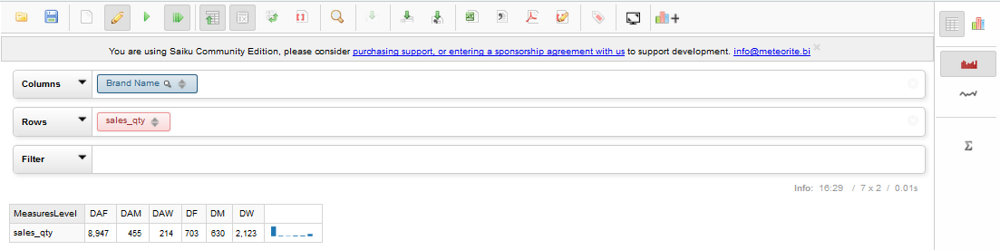 You are using Saiku Community Edition, please consider purchasing support, or entering a sponsorship agreement with us to support development. info@meteorite.bi
Columns Brand Name
Rows sales_qty
Filter
Info: 16:29 / 7 x 2 / 0.01s
MeasuresLevel DAF DAM DAW DF DM DW
sales_qty 8,947 455 214 703 630 2,123